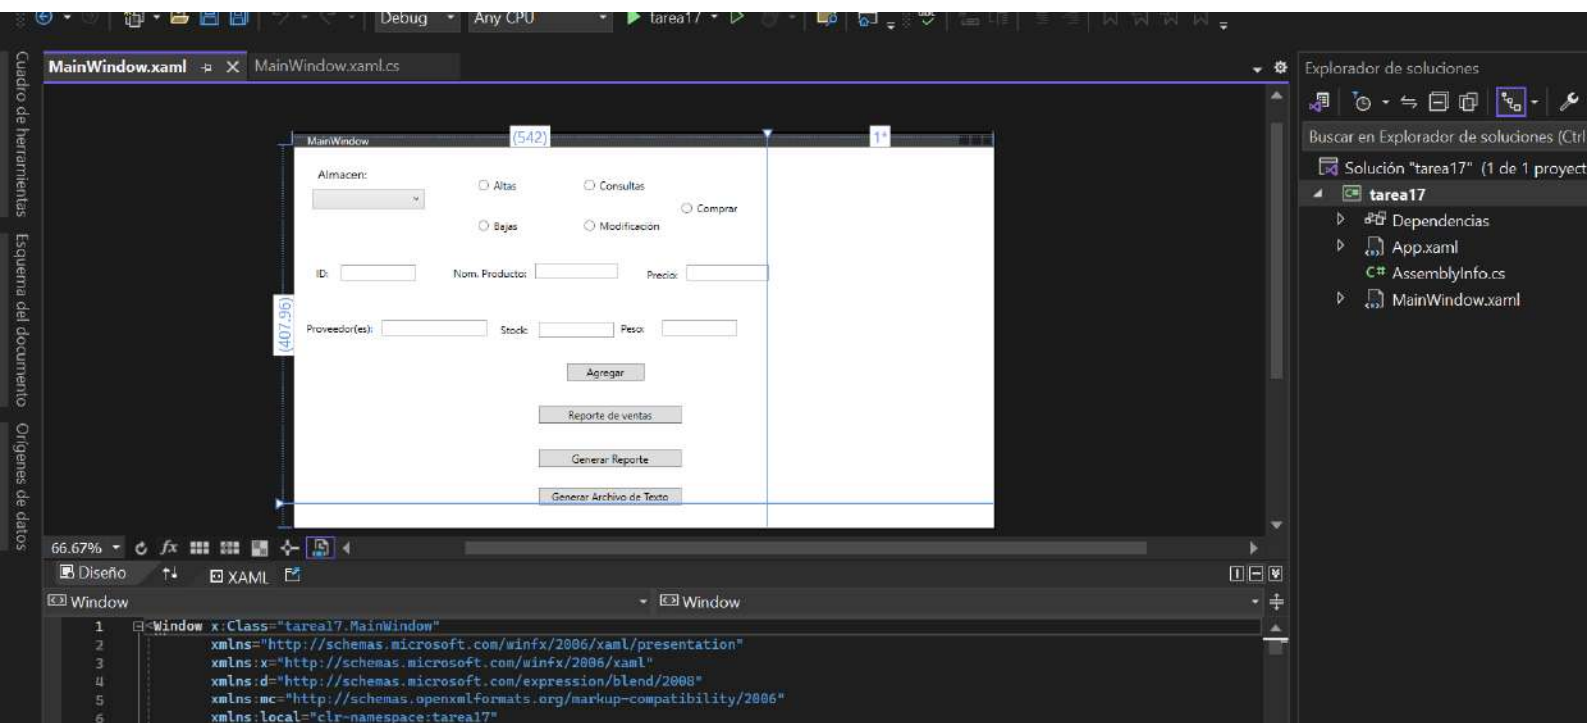 Debug Any CPU tarea17
MainWindow.xaml MainWindow.xaml.cs
Cuadro de herramientas
Esquema del documento
Orígenes de datos
MainWindow
(542)
1*
(407.96)
Almacen:
Altas Consultas
Comprar
Bajas Modificación
ID: Nom. Producto: Precio:
Proveedor(es): Stock: Peso:
Agregar
Reporte de ventas
Generar Reporte
Generar Archivo de Texto
66.67% fx
Diseño XAML
Window Window
1 <Window x:Class="tarea17.MainWindow"
2 xmlns="http://schemas.microsoft.com/winfx/2006/xaml/presentation"
3 xmlns:x="http://schemas.microsoft.com/winfx/2006/xaml"
4 xmlns:d="http://schemas.microsoft.com/expression/blend/2008"
5 xmlns:mc="http://schemas.openxmlformats.org/markup-compatibility/2006"
6 xmlns:local="clr-namespace:tarea17"
Explorador de soluciones
Buscar en Explorador de soluciones (Ctrl
Solución "tarea17" (1 de 1 proyect
tarea17
Dependencias
App.xaml
C# AssemblyInfo.cs
MainWindow.xaml